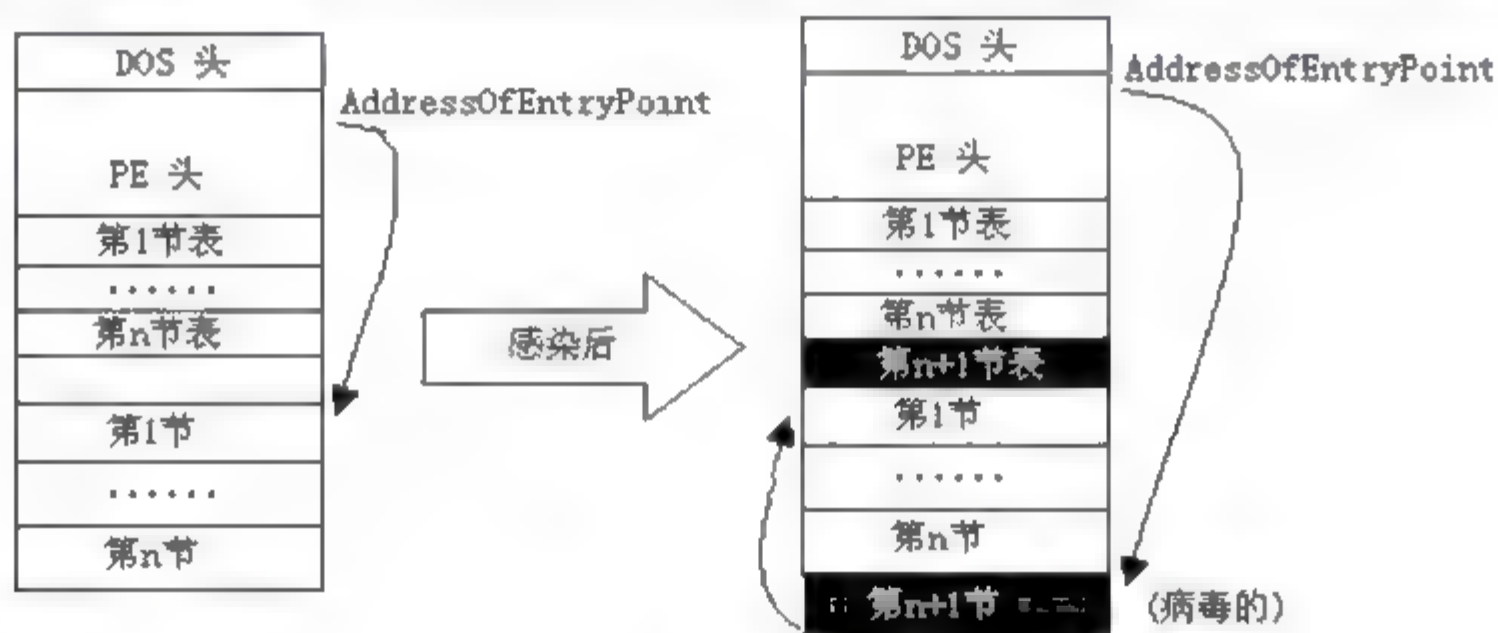 DOS 头
AddressOfEntryPoint
PE 头
第1节表
......
第n节表
第1节
......
第n节
感染后
DOS 头
AddressOfEntryPoint
PE 头
第1节表
......
第n节表
第n+1节表
第1节
......
第n节
第n+1节
(病毒的)